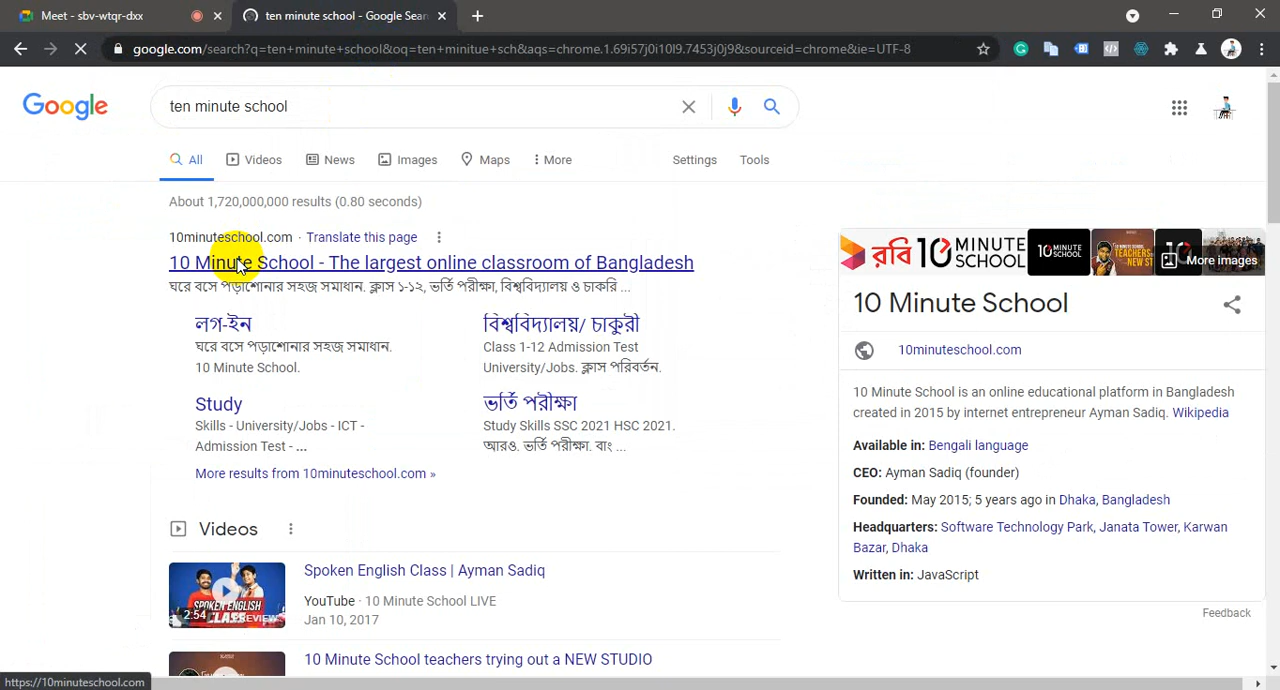 Meet - sbv-wtqr-dxx
ten minute school - Google Sear
google.com/search?q=ten+minute+school&oq=ten+minitue+sch&aqs=chrome.1.69i57j0i10l9.7453j0j9&sourceid=chrome&ie=UTF-8
Google
ten minute school
All
Videos
News
Images
Maps
More
Settings
Tools
About 1,720,000,000 results (0.80 seconds)
10minuteschool.com · Translate this page
10 Minute School - The largest online classroom of Bangladesh
ঘরে বসে পড়াশোনার সহজ সমাধান. ক্লাস ১-১২, ভর্তি পরীক্ষা, বিশ্ববিদ্যালয় ও চাকরি ...
লগ-ইন
ঘরে বসে পড়াশোনার সহজ সমাধান.
10 Minute School.
বিশ্ববিদ্যালয়/ চাকুরী
Class 1-12 Admission Test
University/Jobs. ক্লাস পরিবর্তন.
Study
Skills - University/Jobs - ICT -
Admission Test - ...
ভর্তি পরীক্ষা
Study Skills SSC 2021 HSC 2021.
আরও. ভর্তি পরীক্ষা. বাং ...
More results from 10minuteschool.com »
Videos
SPOKEN ENGLISH
CLASS
2:54
PREVIEW
Spoken English Class | Ayman Sadiq
YouTube · 10 Minute School LIVE
Jan 10, 2017
10 Minute School teachers trying out a NEW STUDIO
রবি 10 MINUTE SCHOOL
10 MINUTE SCHOOL
More images
10 Minute School
10minuteschool.com
10 Minute School is an online educational platform in Bangladesh
created in 2015 by internet entrepreneur Ayman Sadiq. Wikipedia
Available in: Bengali language
CEO: Ayman Sadiq (founder)
Founded: May 2015; 5 years ago in Dhaka, Bangladesh
Headquarters: Software Technology Park, Janata Tower, Karwan
Bazar, Dhaka
Written in: JavaScript
Feedback
https://10minuteschool.com